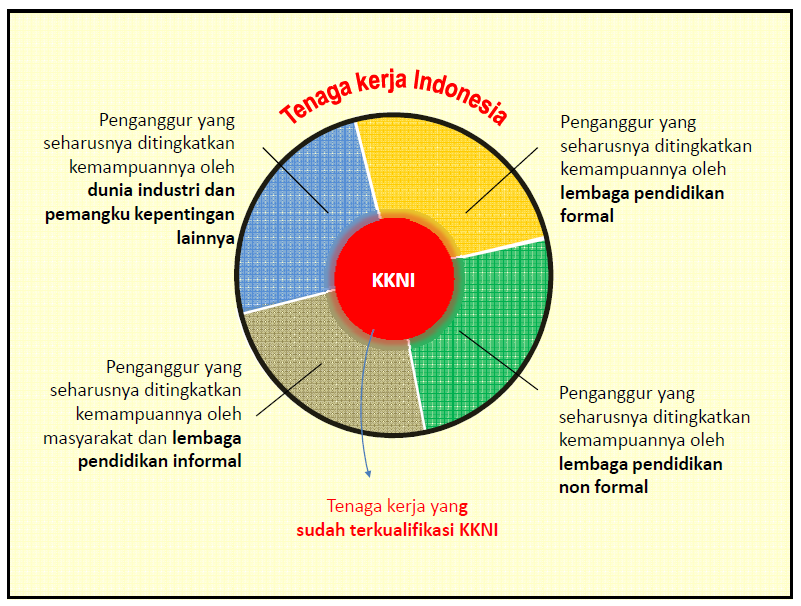 Tenaga kerja Indonesia
Penganggur yang
seharusnya ditingkatkan
kemampuannya oleh
dunia industri dan
pemangku kepentingan
lainnya
Penganggur yang
seharusnya ditingkatkan
kemampuannya oleh
lembaga pendidikan
formal
KKNI
Penganggur yang
seharusnya ditingkatkan
kemampuannya oleh
masyarakat dan lembaga
pendidikan informal
Penganggur yang
seharusnya ditingkatkan
kemampuannya oleh
lembaga pendidikan
non formal
Tenaga kerja yang
sudah terkualifikasi KKNI